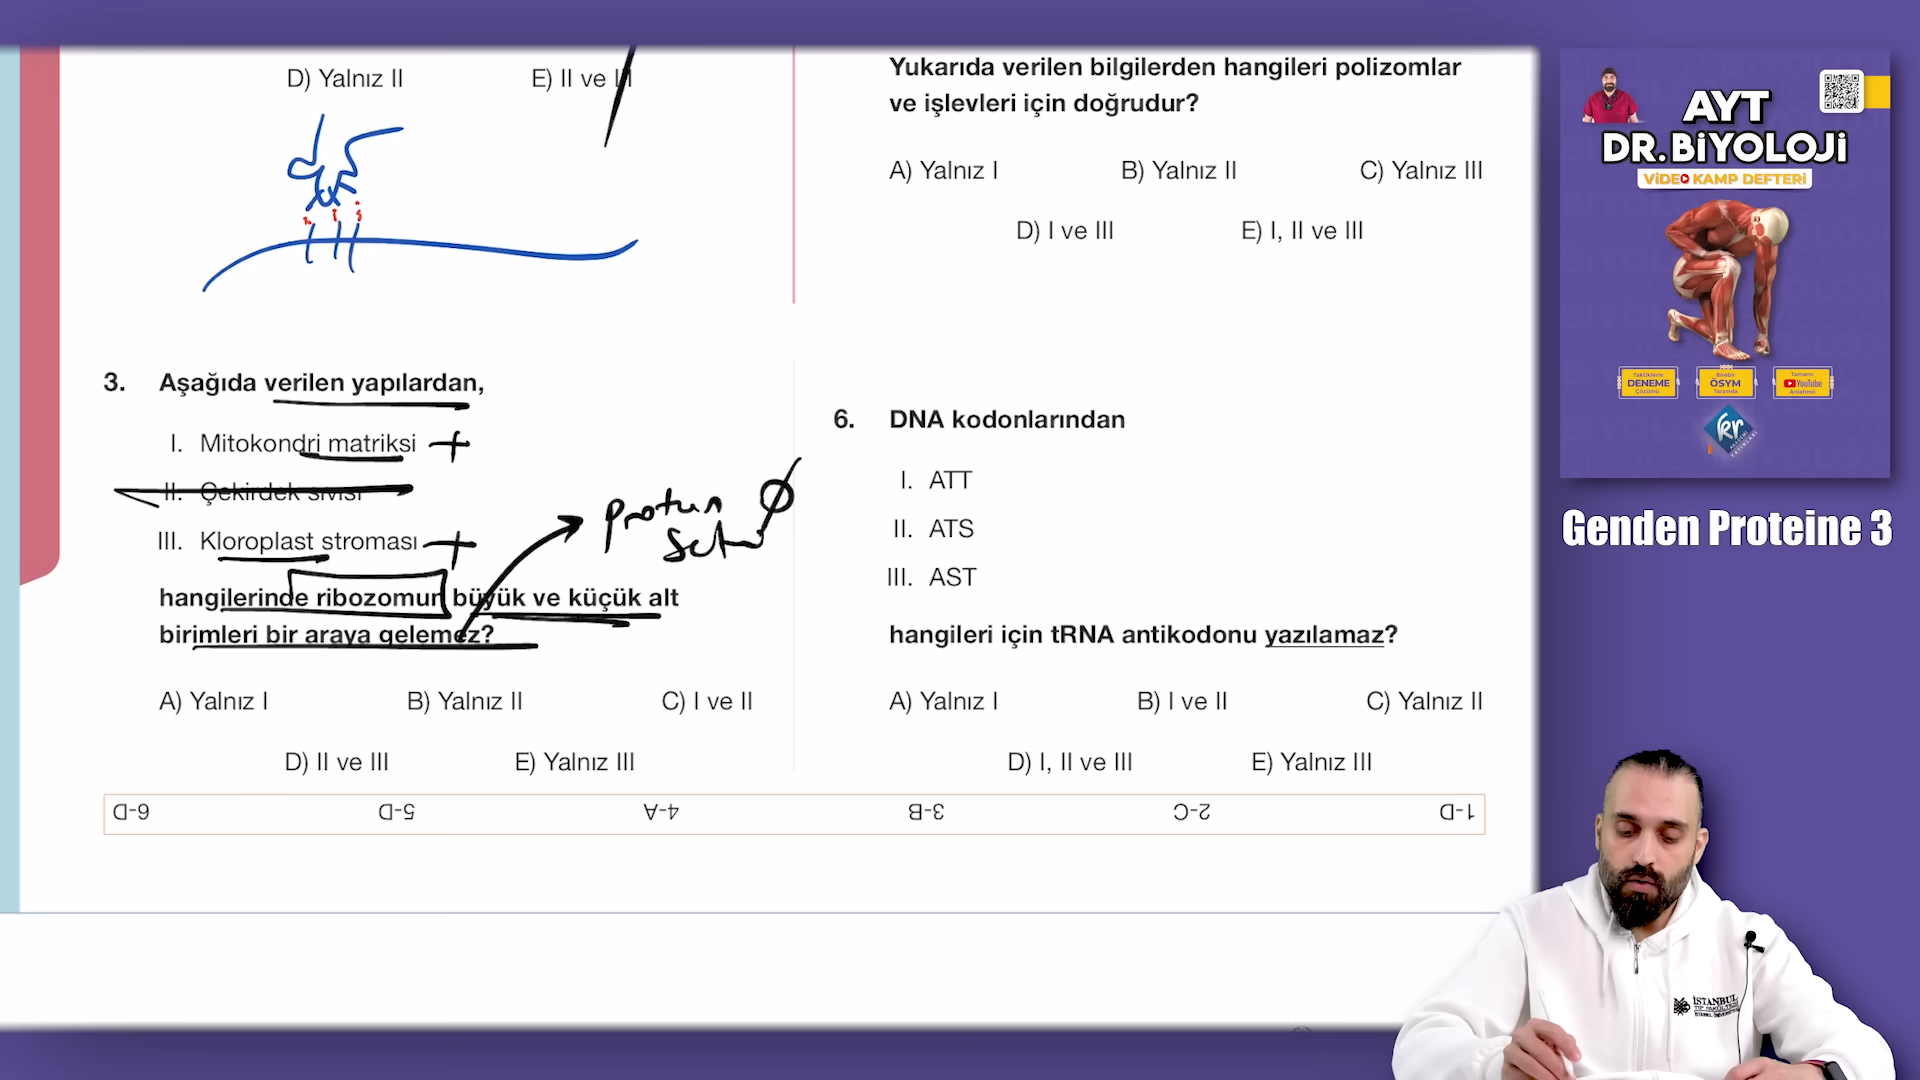 D) Yalnız II E) II ve III
3. Aşağıda verilen yapılardan,
I. Mitokondri matriksi +
II. Çekirdek sıvısı
III. Kloroplast stroması +
hangilerinde ribozomun büyük ve küçük alt
birimleri bir araya gelemez?
A) Yalnız I B) Yalnız II C) I ve II
D) II ve III E) Yalnız III
Yukarıda verilen bilgilerden hangileri polizomlar
ve işlevleri için doğrudur?
A) Yalnız I B) Yalnız II C) Yalnız III
D) I ve III E) I, II ve III
6. DNA kodonlarından
I. ATT
II. ATS
III. AST
hangileri için tRNA antikodonu yazılamaz?
A) Yalnız I B) I ve II C) Yalnız II
D) I, II ve III E) Yalnız III
1-D 2-C 3-B 4-A 5-D 6-D
AYT
DR.BİYOLOJİ
VİDEO KAMP DEFTERİ
DENEME
ÖSYM
YouTube
kr
Genden Proteine 3
İSTANBUL